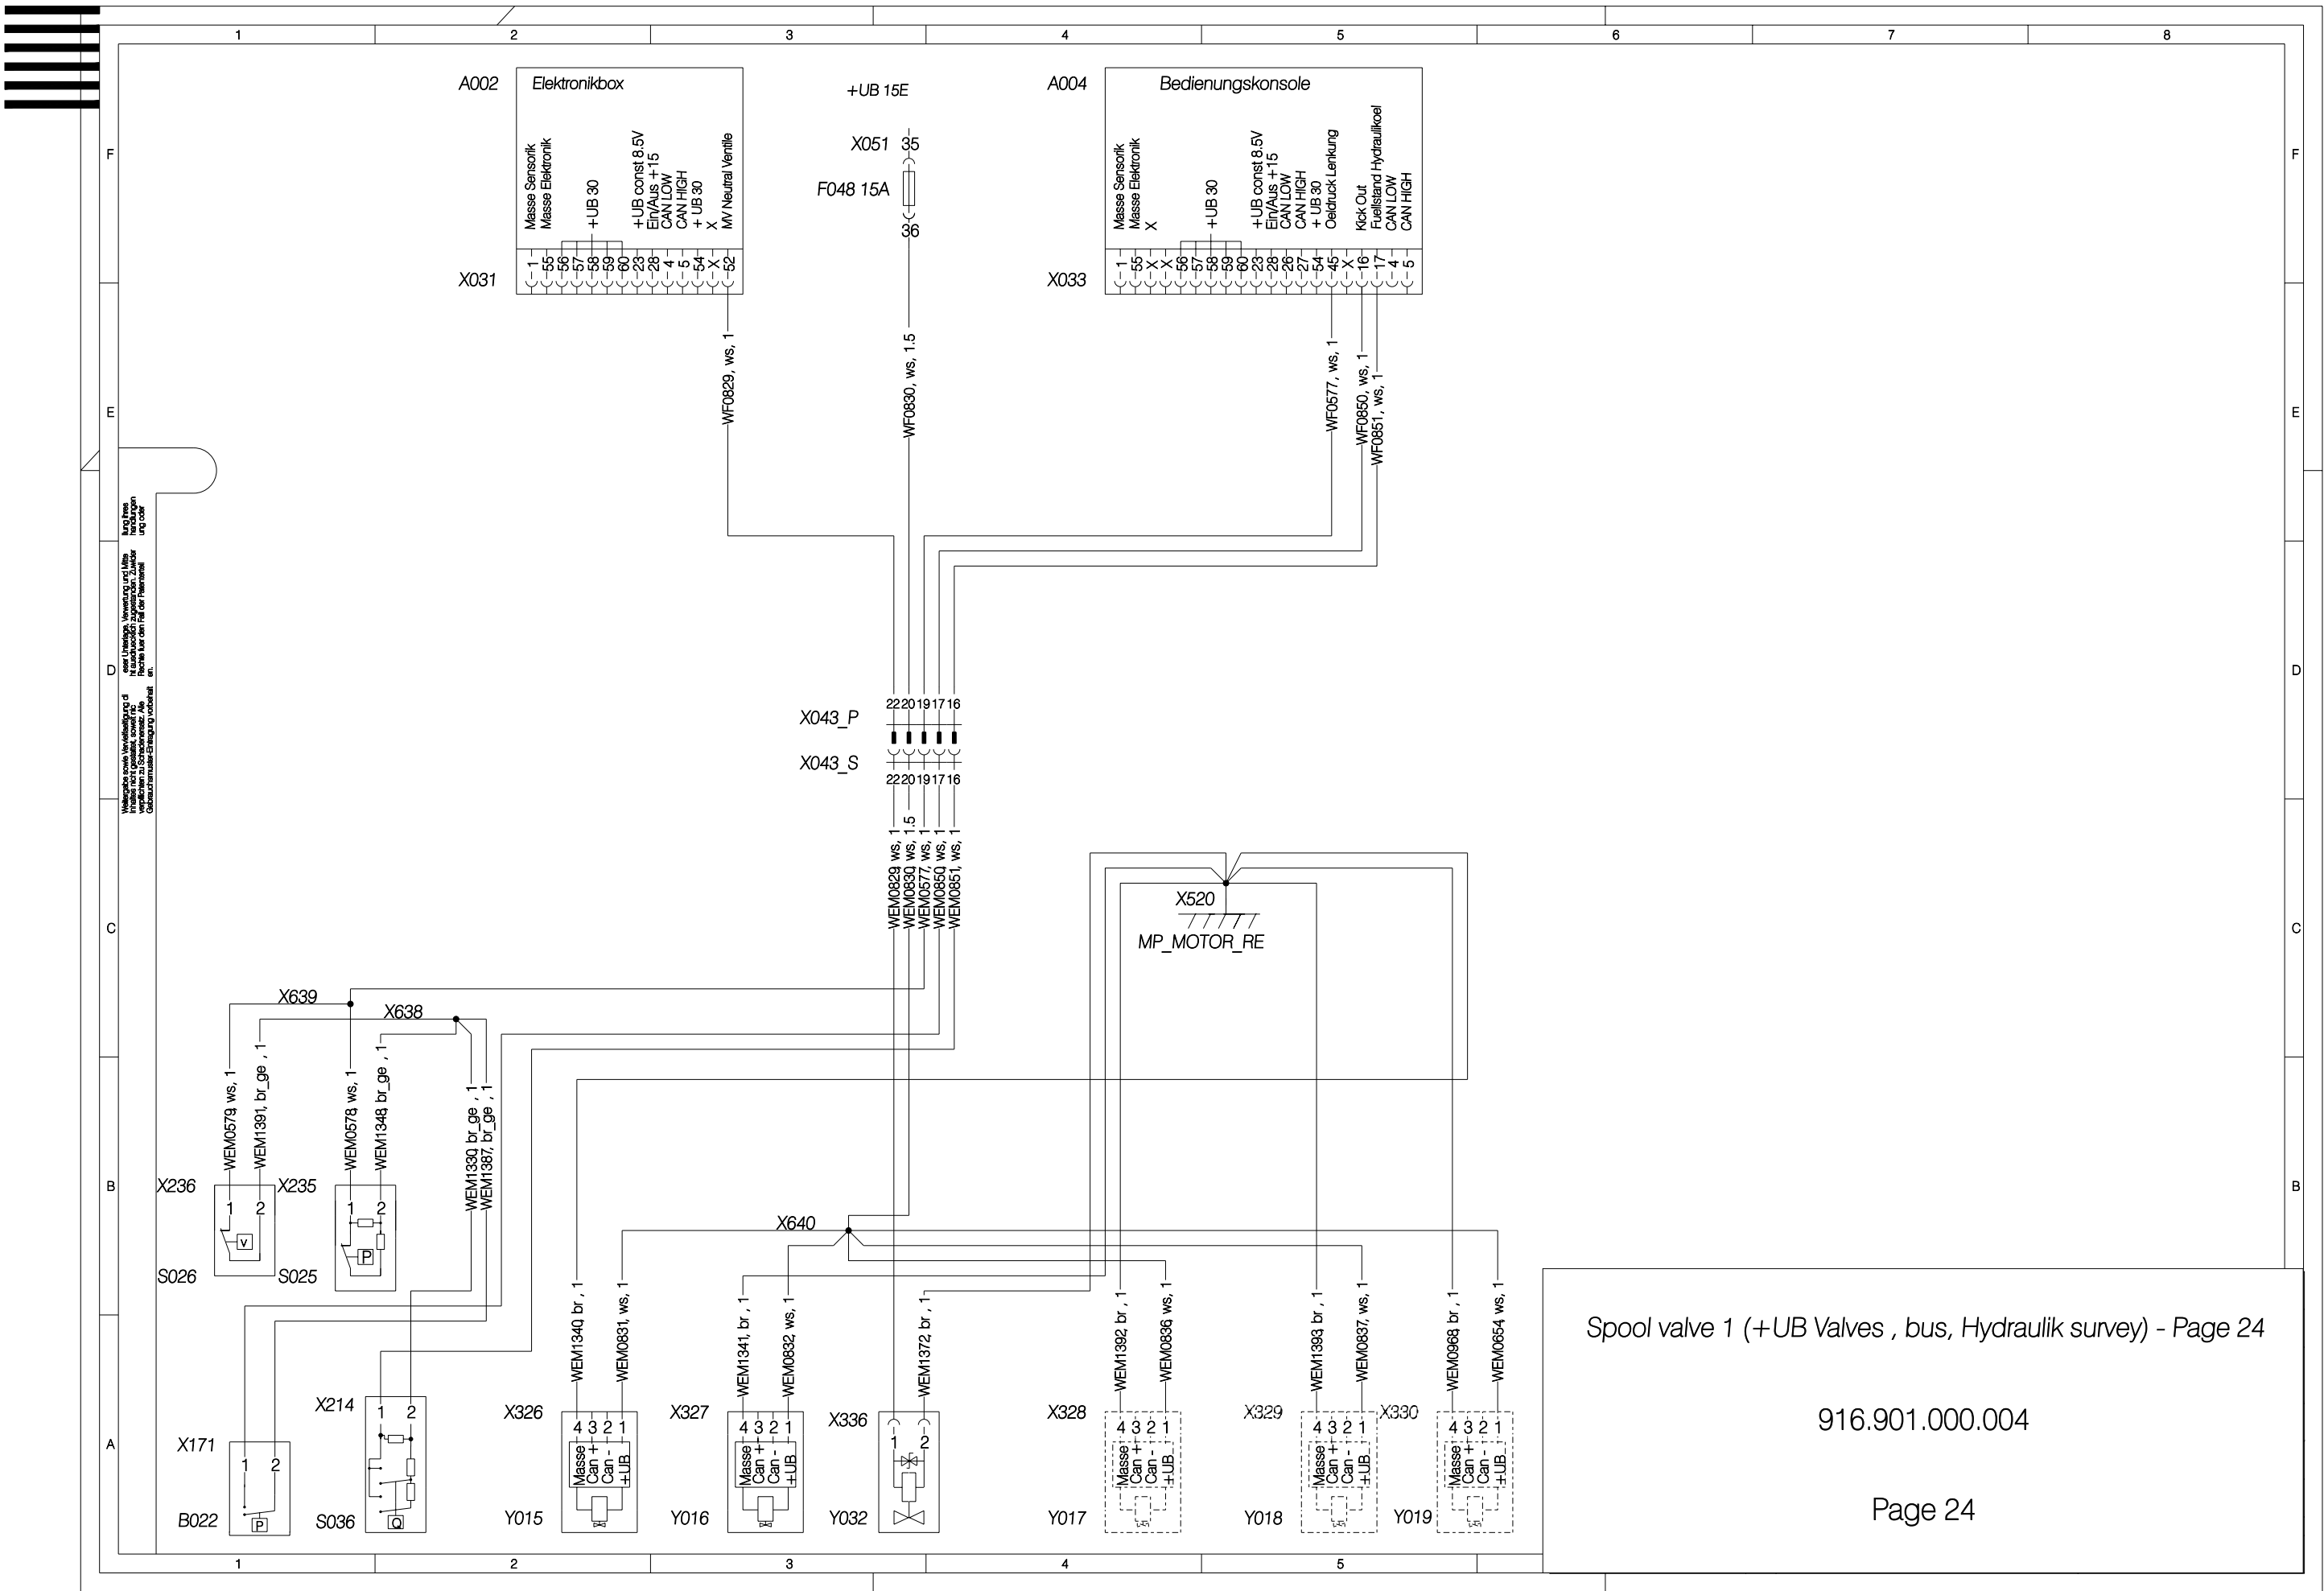 1 2 3 4 5 6 7 8
A002 Elektronikbox
Masse Sensorik
Masse Elektronik
+UB 30
+UB const 8.5V
Ein/Aus +15
CAN LOW
CAN HIGH
+ UB 30
X
MV Neutral Ventile
X031
1 55 56 57 58 59 60 23 28 4 5 54 X 52
+UB 15E
X051 35
F048 15A
36
A004 Bedienungskonsole
Masse Sensorik
Masse Elektronik
X
+UB 30
+UB const 8.5V
Ein/Aus +15
CAN LOW
CAN HIGH
+ UB 30
Oeldruck Lenkung
Kick Out
Fuellstand Hydraulikoel
CAN LOW
CAN HIGH
X033
1 55 X X 56 57 58 59 60 23 28 26 27 54 45 X 16 17 4 5
F F
WF0829, ws, 1
WF0830, ws, 1.5
WF0577, ws, 1
WF0850, ws, 1
WF0851, ws, 1
E E
D D
X043_P
22 20 19 17 16
X043_S
22 20 19 17 16
WEM0829, ws, 1
WEM0830, ws, 1.5
WEM0577, ws, 1
WEM0850, ws, 1
WEM0851, ws, 1
X520
MP_MOTOR_RE
C C
X639
X638
WEM0579, ws, 1
WEM1391, br_ge , 1
WEM0578, ws, 1
WEM1348, br_ge , 1
WEM1330, br_ge , 1
WEM1387, br_ge , 1
B B
X236 1 2
v
S026
X235 1 2
P
S025
X640
WEM1340, br , 1
WEM0831, ws, 1
WEM1341, br , 1
WEM0832, ws, 1
WEM1372, br , 1
WEM1392, br , 1
WEM0836, ws, 1
WEM1393, br , 1
WEM0837, ws, 1
WEM0968, br , 1
WEM0654, ws, 1
A
X171 1 2
P
B022
X214 1 2
Q
S036
X326 4 3 2 1
Masse
Can +
Can -
+UB
Y015
X327 4 3 2 1
Masse
Can +
Can -
+UB
Y016
X336 1 2
Y032
X328 4 3 2 1
Masse
Can +
Can -
+UB
Y017
X329 4 3 2 1
Masse
Can +
Can -
+UB
Y018
X330 4 3 2 1
Masse
Can +
Can -
+UB
Y019
Spool valve 1 (+UB Valves , bus, Hydraulik survey) - Page 24
916.901.000.004
Page 24
1 2 3 4 5